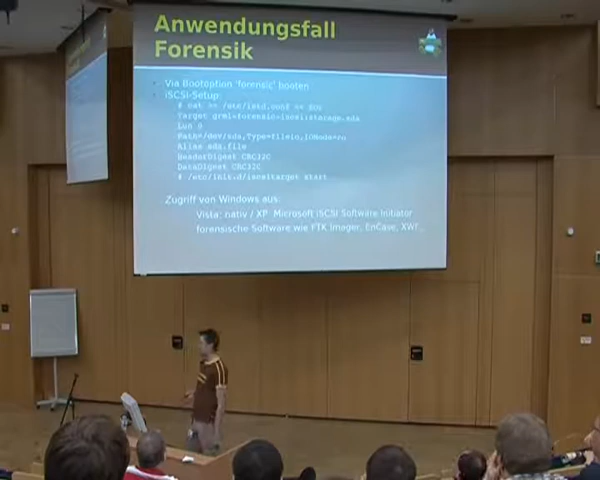 Anwendungsfall
Forensik
Via Bootoption 'forensic' booten
iSCSI-Setup:
# cat >> /etc/ietd.conf << EOF
Target grml-forensic-iscsi:storage.sda
Lun 0
Path=/dev/sda,Type=fileio,IOMode=ro
Alias sda.file
HeaderDigest CRC32C
DataDigest CRC32C
# /etc/init.d/iscsitarget start
Zugriff von Windows aus:
Vista: nativ / XP: Microsoft iSCSI Software Initiator
forensische Software wie FTK Imager, EnCase, XWF,